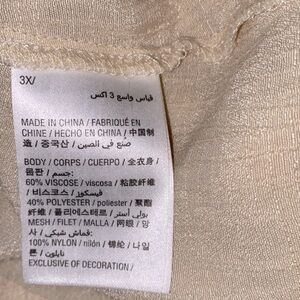 3X/
قياس واسع 3 اكس
MADE IN CHINA / FABRIQUÉ EN
CHINE / HECHO EN CHINA / 中国制
造 / 중국산 / صنع في الصين
BODY / CORPS / CUERPO / 全衣身 /
몸판 / جسم:
60% VISCOSE / viscosa / 粘胶纤维
/ 비스코스 / فيسكوز
40% POLYESTER / poliester / 聚酯
纤维 / 폴리에스테르 / بولي أستر
MESH / FILET / MALLA / 网眼 / 망
사 / قماش شبكي:
100% NYLON / nilón / 锦纶 / 나일
론 / نايلون
EXCLUSIVE OF DECORATION /